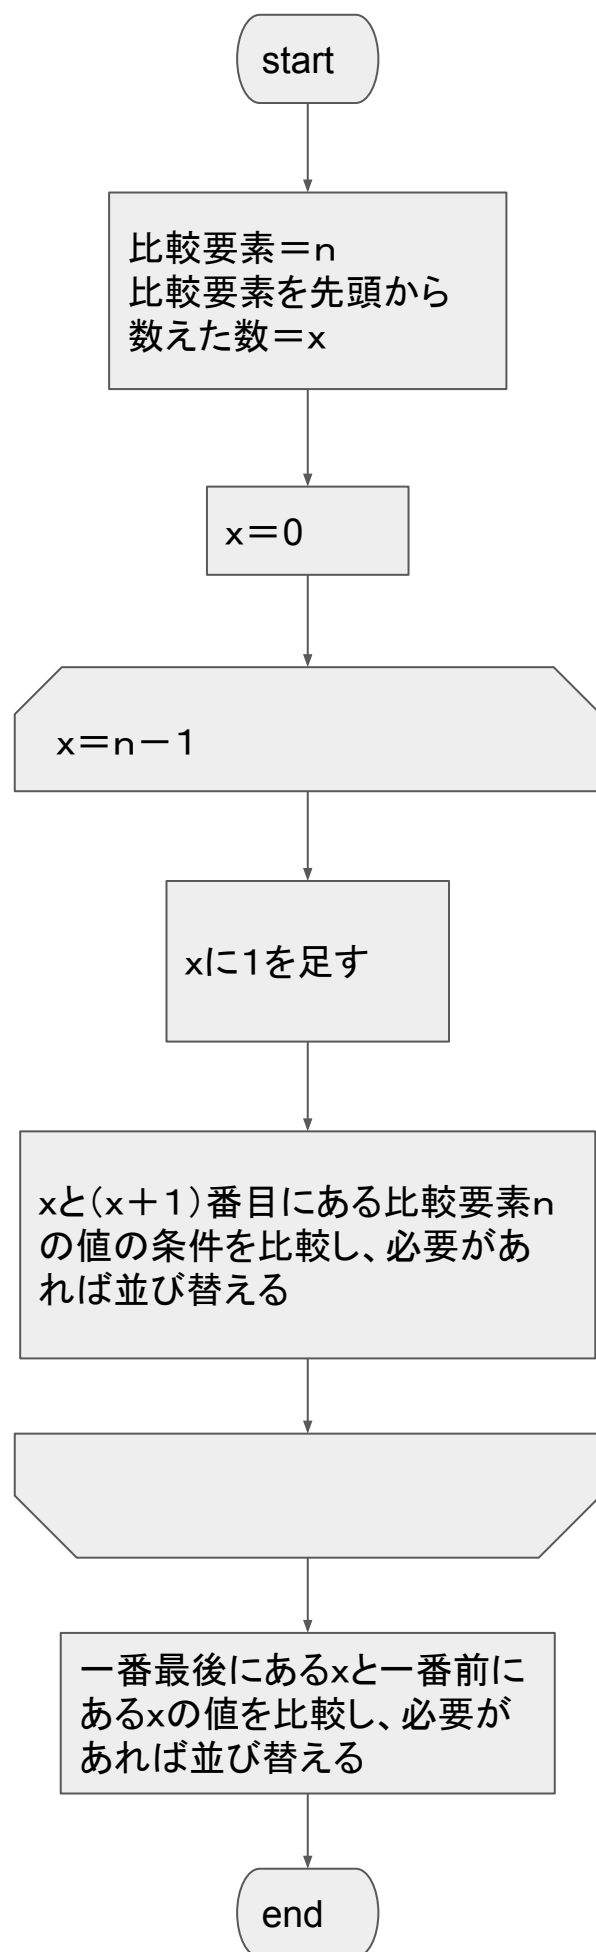 start
比較要素＝n
比較要素を先頭から
数えた数＝x
x＝0
x＝n－1
xに1を足す
xと（x＋1）番目にある比較要素n
の値の条件を比較し、必要があ
れば並び替える
一番最後にあるxと一番前に
あるxの値を比較し、必要が
あれば並び替える
end